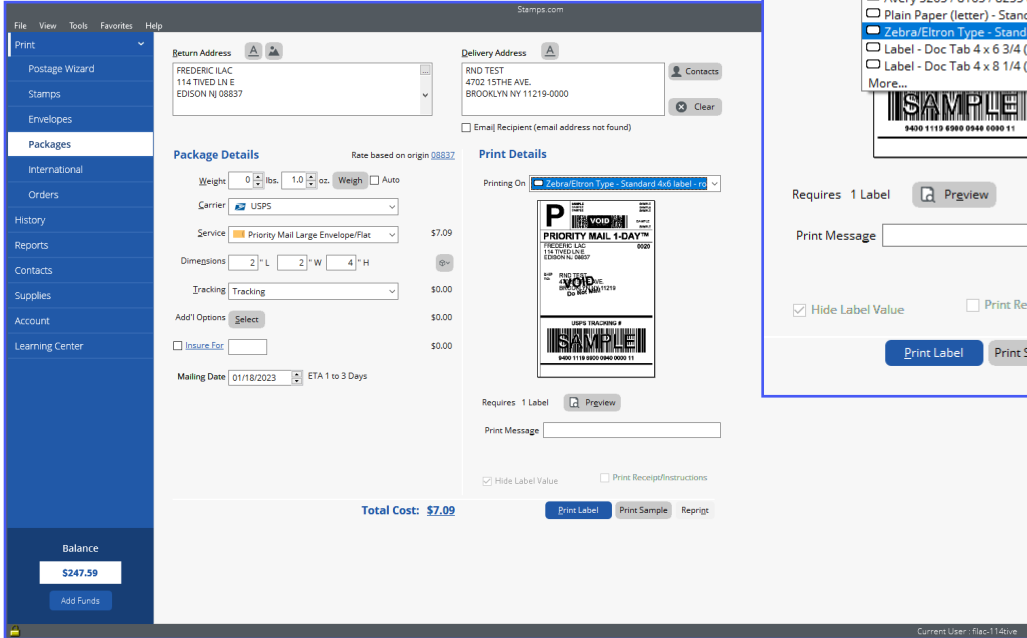 Stamps.com
File View Tools Favorites Help
Print
Postage Wizard
Stamps
Envelopes
Packages
International
Orders
History
Reports
Contacts
Supplies
Account
Learning Center
Balance
$247.59
Add Funds
Return Address A
FREDERIC ILAC
114 TIVED LN E
EDISON NJ 08837
...
Delivery Address A
RND TEST
4702 15THE AVE.
BROOKLYN NY 11219-0000
Contacts
Clear
Email Recipient (email address not found)
Package Details Rate based on origin 08837
Weight 0 lbs. 1.0 oz. Weigh Auto
Carrier USPS
Service Priority Mail Large Envelope/Flat $7.09
Dimensions 2 " L 2 " W 4 " H
Tracking Tracking $0.00
Add'l Options Select $0.00
Insure For $0.00
Mailing Date 01/18/2023 ETA 1 to 3 Days
Print Details
Printing On Zebra/Eltron Type - Standard 4x6 label - ro
P
VOID
PRIORITY MAIL 1-DAY™
FREDERIC ILAC 0020
114 TIVED LN E
EDISON NJ 08837
SHIP TO:
RND TEST
VOID
Do Not Mail
USPS TRACKING #
SAMPLE
9400 1119 6900 0940 0000 11
Requires 1 Label Preview
Print Message
Hide Label Value Print Receipt/Instructions
Total Cost: $7.09
Print Label Print Sample Reprint
Plain Paper (letter) - Stand
Zebra/Eltron Type - Stand
Label - Doc Tab 4 x 6 3/4 (
Label - Doc Tab 4 x 8 1/4 (
More...
SAMPLE
9400 1119 6900 0940 0000 11
Requires 1 Label Preview
Print Message
Hide Label Value Print Re
Print Label Print S
Current User : filac-114tive